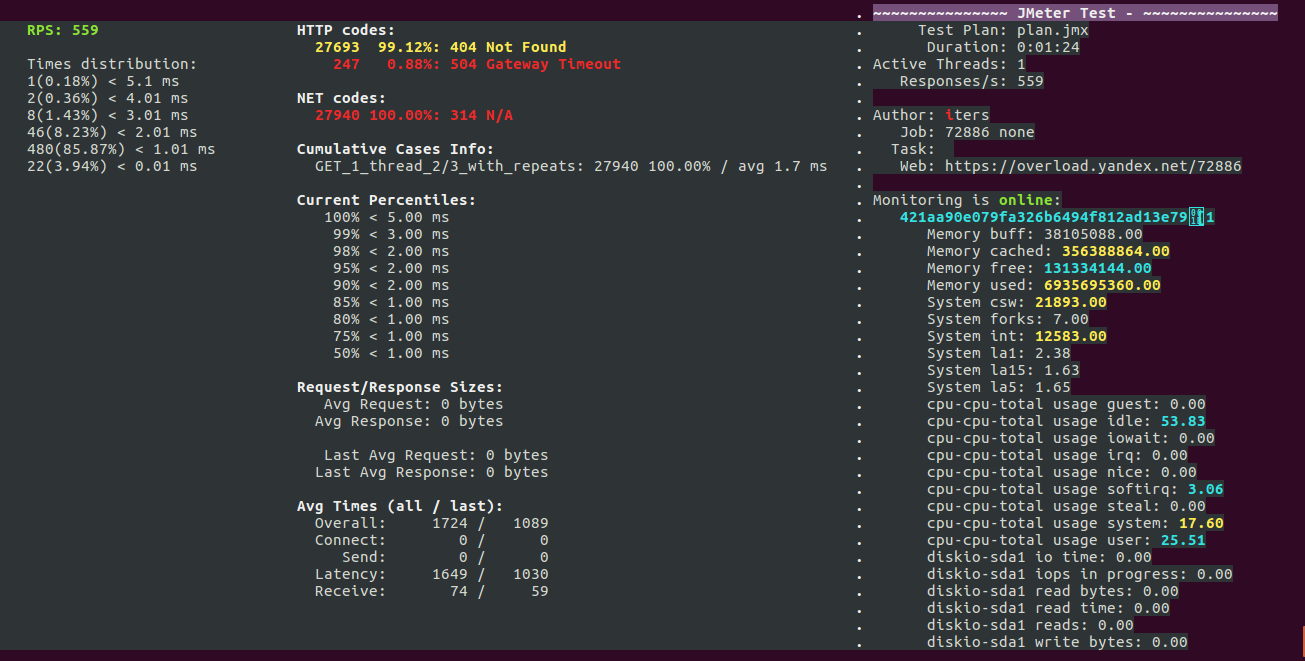 RPS: 559
Times distribution:
1(0.18%) < 5.1 ms
2(0.36%) < 4.01 ms
8(1.43%) < 3.01 ms
46(8.23%) < 2.01 ms
480(85.87%) < 1.01 ms
22(3.94%) < 0.01 ms
HTTP codes:
27693 99.12%: 404 Not Found
247 0.88%: 504 Gateway Timeout
NET codes:
27940 100.00%: 314 N/A
Cumulative Cases Info:
GET_1_thread_2/3_with_repeats: 27940 100.00% / avg 1.7 ms
Current Percentiles:
100% < 5.00 ms
99% < 3.00 ms
98% < 2.00 ms
95% < 2.00 ms
90% < 2.00 ms
85% < 1.00 ms
80% < 1.00 ms
75% < 1.00 ms
50% < 1.00 ms
Request/Response Sizes:
Avg Request: 0 bytes
Avg Response: 0 bytes
Last Avg Request: 0 bytes
Last Avg Response: 0 bytes
Avg Times (all / last):
Overall: 1724 / 1089
Connect: 0 / 0
Send: 0 / 0
Latency: 1649 / 1030
Receive: 74 / 59
~~~~~~~~~~~~~~~ JMeter Test - ~~~~~~~~~~~~~~~
Test Plan: plan.jmx
Duration: 0:01:24
Active Threads: 1
Responses/s: 559
Author: iters
Job: 72886 none
Task:
Web: https://overload.yandex.net/72886
Monitoring is online:
Memory buff: 38105088.00
Memory cached: 356388864.00
Memory free: 131334144.00
Memory used: 6935695360.00
System csw: 21893.00
System forks: 7.00
System int: 12583.00
System la1: 2.38
System la15: 1.63
System la5: 1.65
cpu-cpu-total usage guest: 0.00
cpu-cpu-total usage idle: 53.83
cpu-cpu-total usage iowait: 0.00
cpu-cpu-total usage irq: 0.00
cpu-cpu-total usage nice: 0.00
cpu-cpu-total usage softirq: 3.06
cpu-cpu-total usage steal: 0.00
cpu-cpu-total usage system: 17.60
cpu-cpu-total usage user: 25.51
diskio-sda1 io time: 0.00
diskio-sda1 iops in progress: 0.00
diskio-sda1 read bytes: 0.00
diskio-sda1 read time: 0.00
diskio-sda1 reads: 0.00
diskio-sda1 write bytes: 0.00